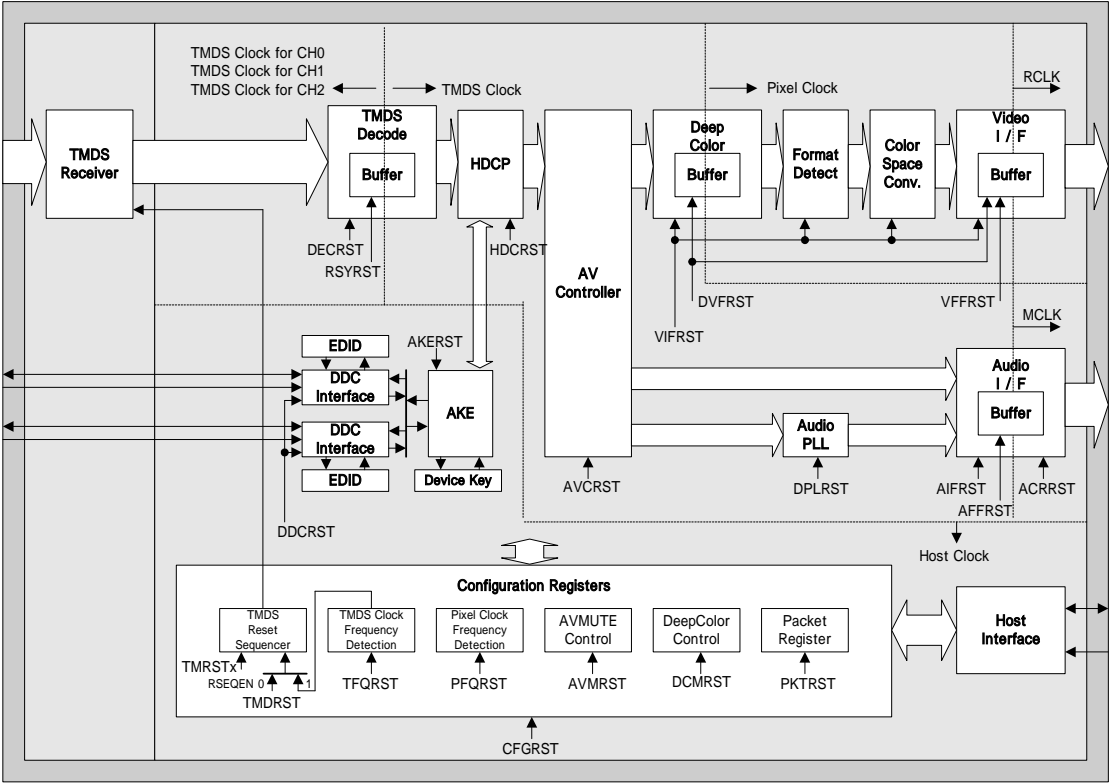 TMDS Clock for CH0
TMDS Clock for CH1
TMDS Clock for CH2
TMDS Clock
Pixel Clock
RCLK
TMDS
Receiver
TMDS
Decode
Buffer
HDCP
Deep
Color
Buffer
Format
Detect
Color
Space
Conv.
Video
I / F
Buffer
DECRST
RSYRST
HDCRST
AV
Controller
DVFRST
VIFRST
VFFRST
MCLK
EDID
DDC
Interface
AKERST
AKE
DDC
Interface
EDID
Device Key
DDCRST
Audio
I / F
Buffer
Audio
PLL
AVCRST
DPLRST
AIFRST
AFFRST
ACRRST
Host Clock
Configuration Registers
TMDS
Reset
Sequencer
TMDS Clock
Frequency
Detection
Pixel Clock
Frequency
Detection
AVMUTE
Control
DeepColor
Control
Packet
Register
Host
Interface
TMRSTx
RSEQEN 0
1
TMDRST
TFQRST
PFQRST
AVMRST
DCMRST
PKTRST
CFGRST